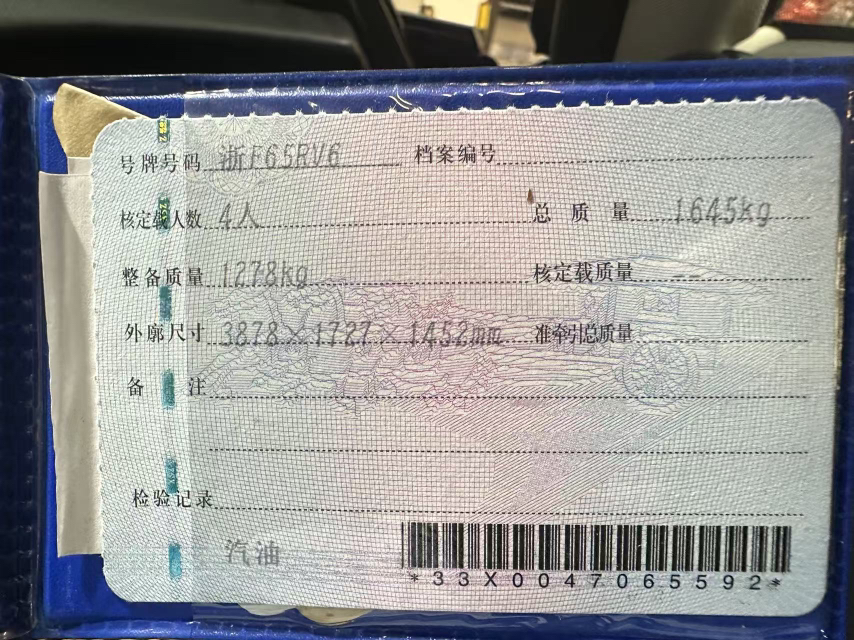 号牌号码 浙F65RV6 档案编号
核定载人数 4人 总质量 1645kg
整备质量 1278kg 核定载质量 --
外廓尺寸 3878×1727×1452mm 准牵引总质量
备注
检验记录
汽油
*33X0047065592*